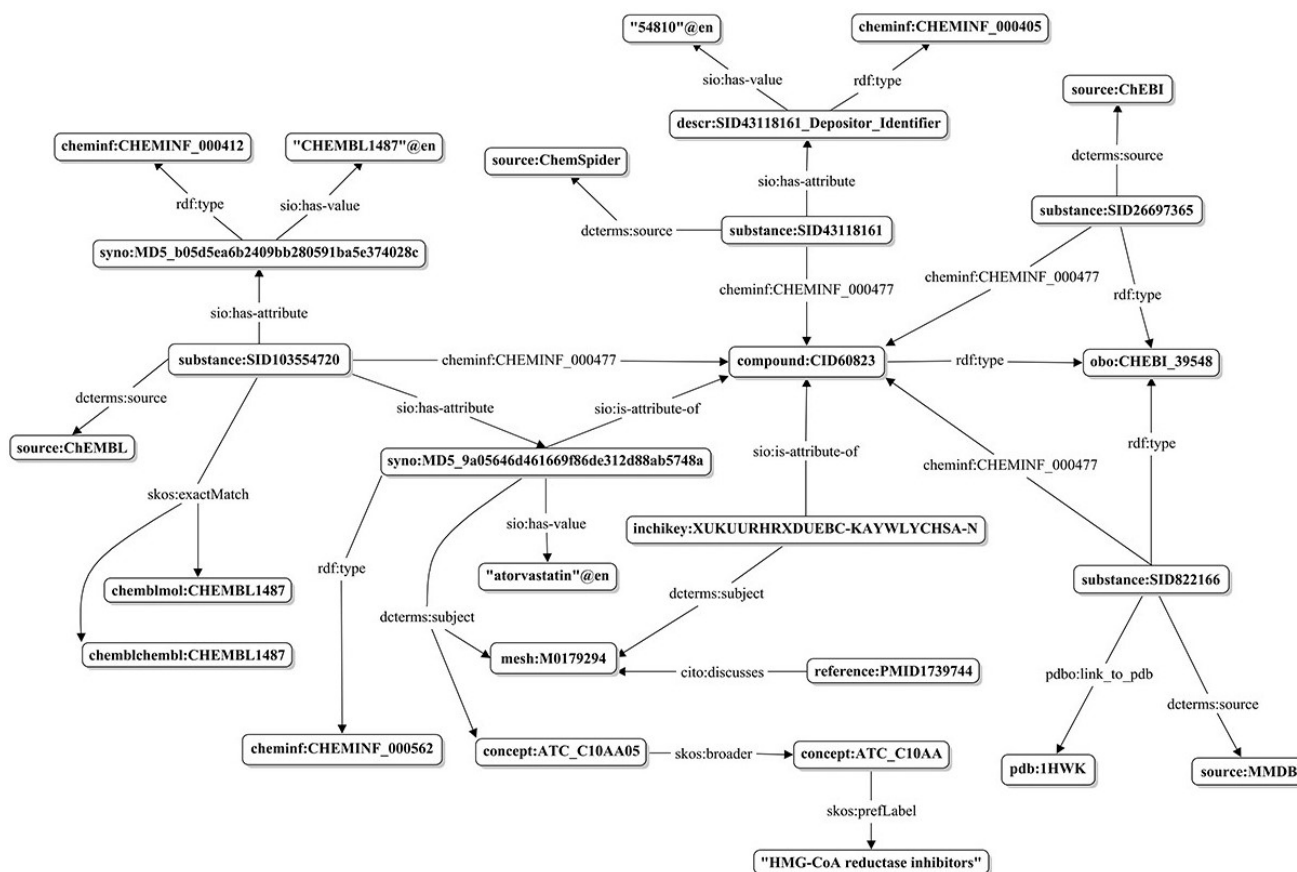 "54810"@en
cheminf:CHEMINF_000405
sio:has-value
rdf:type
source:ChEBI
descr:SID43118161_Depositor_Identifier
cheminf:CHEMINF_000412
"CHEMBL1487"@en
source:ChemSpider
dcterms:source
sio:has-attribute
rdf:type
sio:has-value
substance:SID26697365
dcterms:source
substance:SID43118161
syno:MD5_b05d5ea6b2409bb280591ba5e374028c
cheminf:CHEMINF_000477
cheminf:CHEMINF_000477
rdf:type
sio:has-attribute
substance:SID103554720
cheminf:CHEMINF_000477
compound:CID60823
rdf:type
obo:CHEBI_39548
dcterms:source
sio:has-attribute
sio:is-attribute-of
source:ChEMBL
rdf:type
syno:MD5_9a05646d461669f86de312d88ab5748a
sio:is-attribute-of
cheminf:CHEMINF_000477
skos:exactMatch
sio:has-value
inchikey:XUKUURHRXDUEBC-KAYWLYCHSA-N
rdf:type
"atorvastatin"@en
chemblmol:CHEMBL1487
substance:SID822166
dcterms:subject
dcterms:subject
chemblchembl:CHEMBL1487
mesh:M0179294
cito:discusses
reference:PMID1739744
pdbo:link_to_pdb
dcterms:source
cheminf:CHEMINF_000562
concept:ATC_C10AA05
skos:broader
concept:ATC_C10AA
pdb:1HWK
source:MMDB
skos:prefLabel
"HMG-CoA reductase inhibitors"